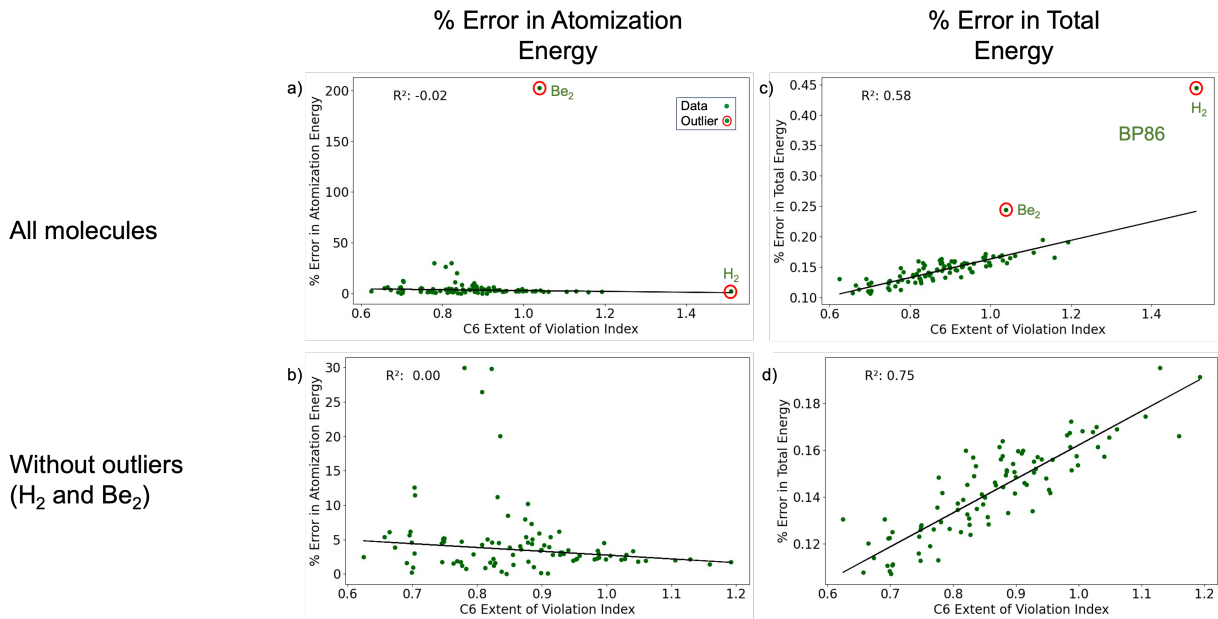 % Error in Atomization
Energy
% Error in Total
Energy
All molecules
Without outliers
(H₂ and Be₂)
a)
R²: -0.02
Be₂
Data
Outlier
H₂
% Error in Atomization Energy
200
150
100
50
0
0.6
0.8
1.0
1.2
1.4
C6 Extent of Violation Index
c)
R²: 0.58
H₂
BP86
Be₂
% Error in Total Energy
0.45
0.40
0.35
0.30
0.25
0.20
0.15
0.10
0.6
0.8
1.0
1.2
1.4
C6 Extent of Violation Index
b)
R²: 0.00
% Error in Atomization Energy
30
25
20
15
10
5
0
0.6
0.7
0.8
0.9
1.0
1.1
1.2
C6 Extent of Violation Index
d)
R²: 0.75
% Error in Total Energy
0.18
0.16
0.14
0.12
0.6
0.7
0.8
0.9
1.0
1.1
1.2
C6 Extent of Violation Index